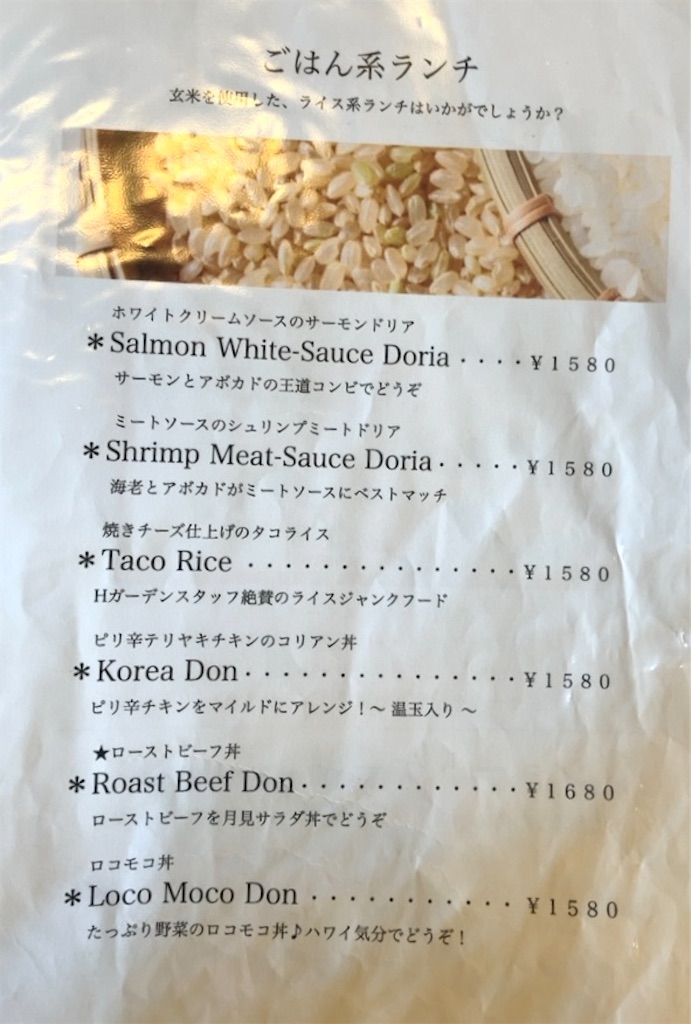 ごはん系ランチ
玄米を使用した、ライス系ランチはいかがでしょうか？
ホワイトクリームソースのサーモンドリア
＊Salmon White-Sauce Doria ････￥１５８０
サーモンとアボカドの王道コンビでどうぞ
ミートソースのシュリンプミートドリア
＊Shrimp Meat-Sauce Doria･････￥１５８０
海老とアボカドがミートソースにベストマッチ
焼きチーズ仕上げのタコライス
＊Taco Rice ･･･････････････￥１５８０
Hガーデンスタッフ絶賛のライスジャンクフード
ピリ辛テリヤキチキンのコリアン丼
＊Korea Don･･･････････････￥１５８０
ピリ辛チキンをマイルドにアレンジ！～ 温玉入り ～
★ローストビーフ丼
＊Roast Beef Don････････････￥１６８０
ローストビーフを月見サラダ丼でどうぞ
ロコモコ丼
＊Loco Moco Don ･･･････････￥１５８０
たっぷり野菜のロコモコ丼♪ハワイ気分でどうぞ！